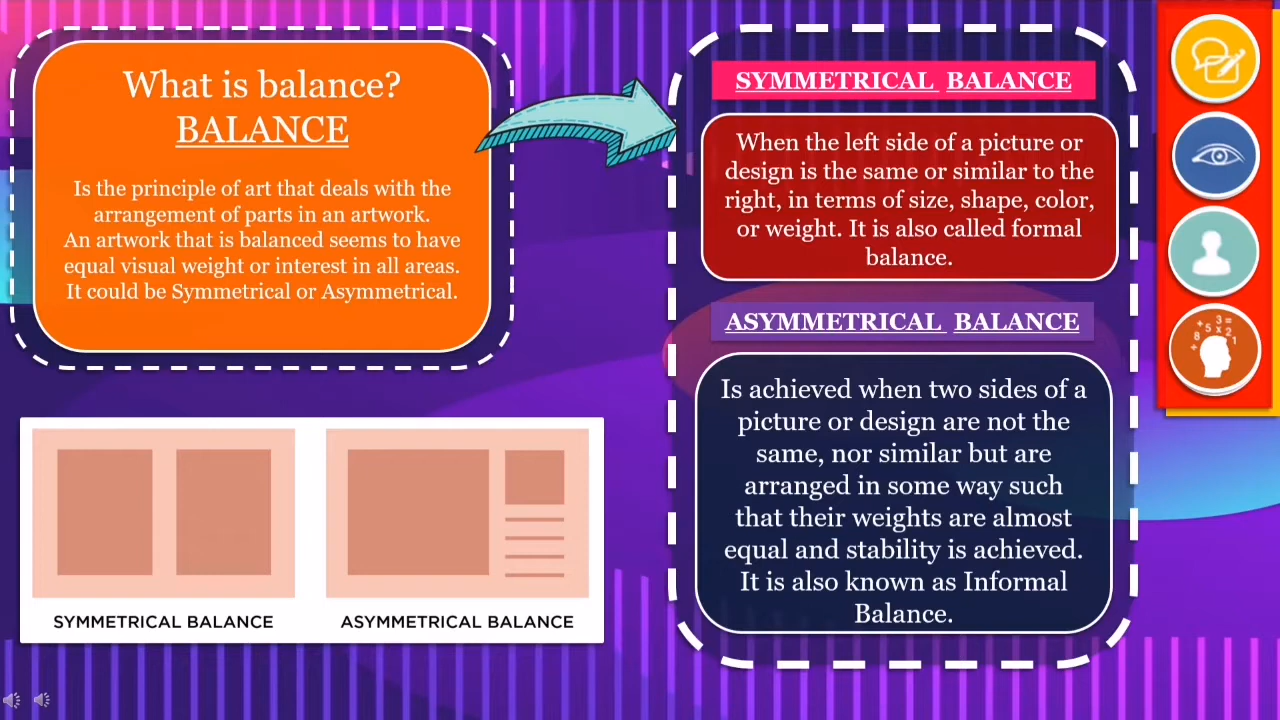 What is balance?
BALANCE
Is the principle of art that deals with the
arrangement of parts in an artwork.
An artwork that is balanced seems to have
equal visual weight or interest in all areas.
It could be Symmetrical or Asymmetrical.
SYMMETRICAL BALANCE
ASYMMETRICAL BALANCE
SYMMETRICAL BALANCE
When the left side of a picture or
design is the same or similar to the
right, in terms of size, shape, color,
or weight. It is also called formal
balance.
ASYMMETRICAL BALANCE
Is achieved when two sides of a
picture or design are not the
same, nor similar but are
arranged in some way such
that their weights are almost
equal and stability is achieved.
It is also known as Informal
Balance.
+ 3 =
8 5 x 2
+ 1